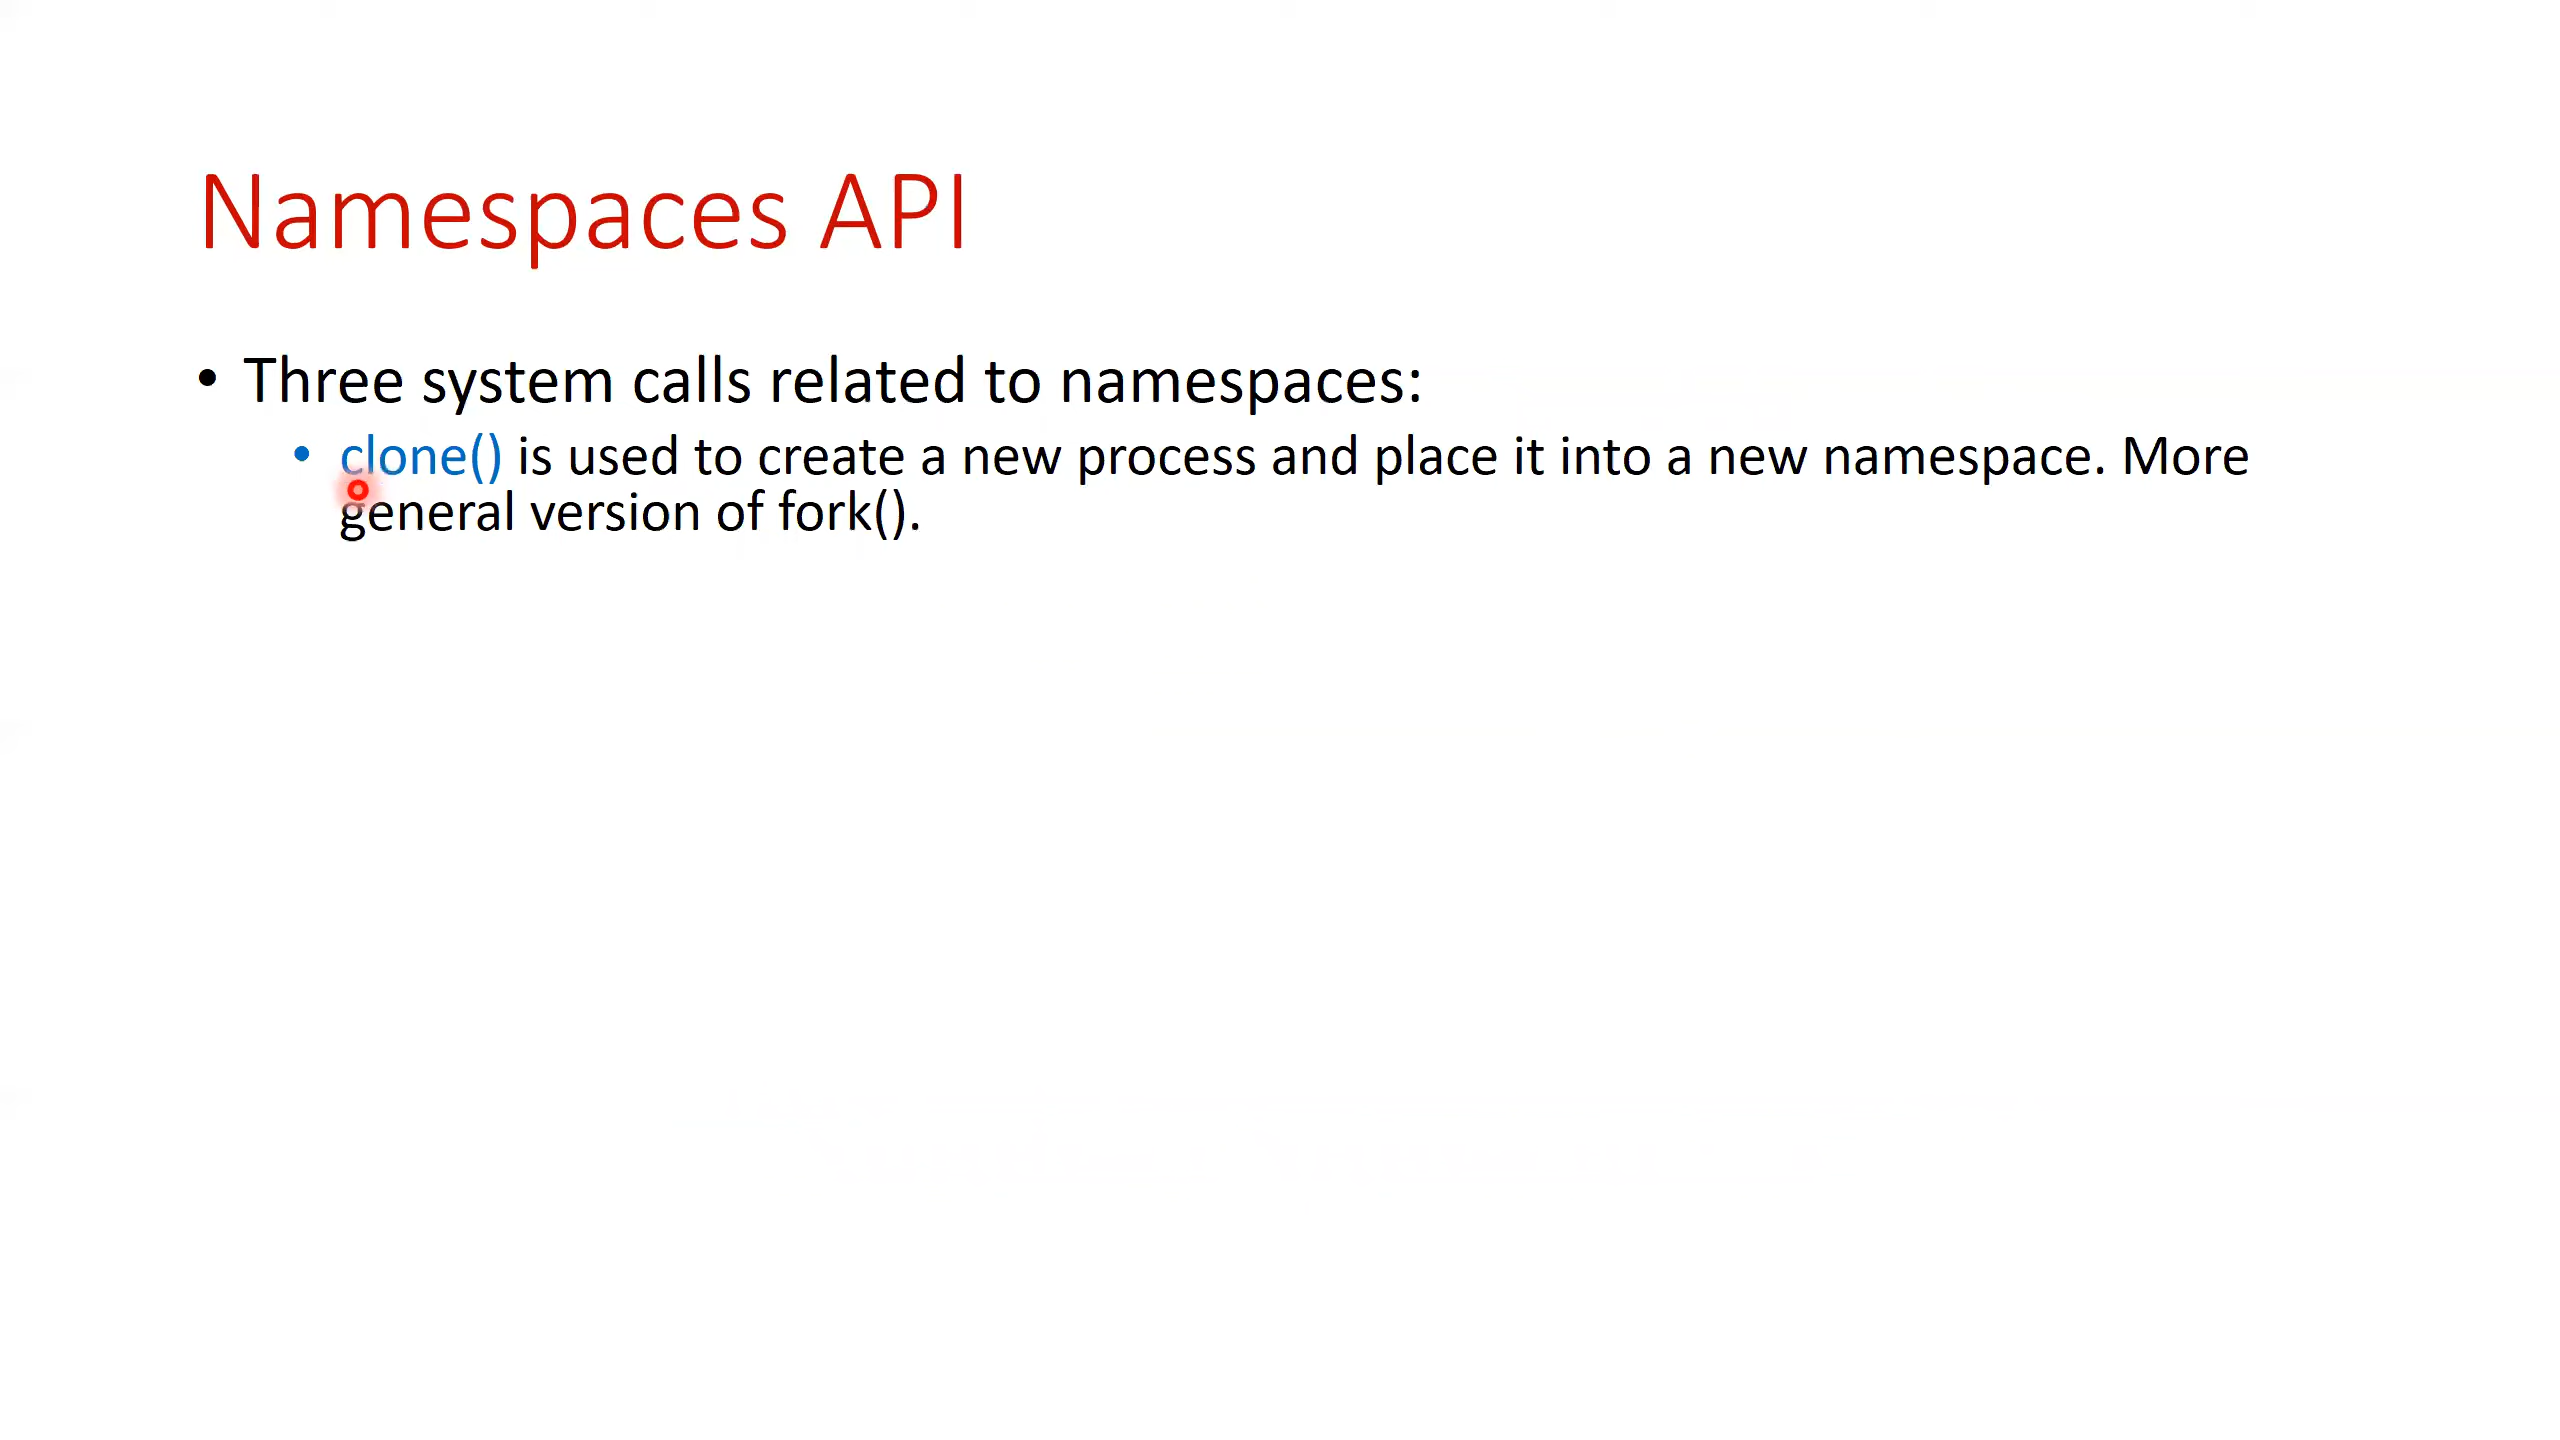 Namespaces API
• Three system calls related to namespaces:
• clone() is used to create a new process and place it into a new namespace. More
general version of fork().